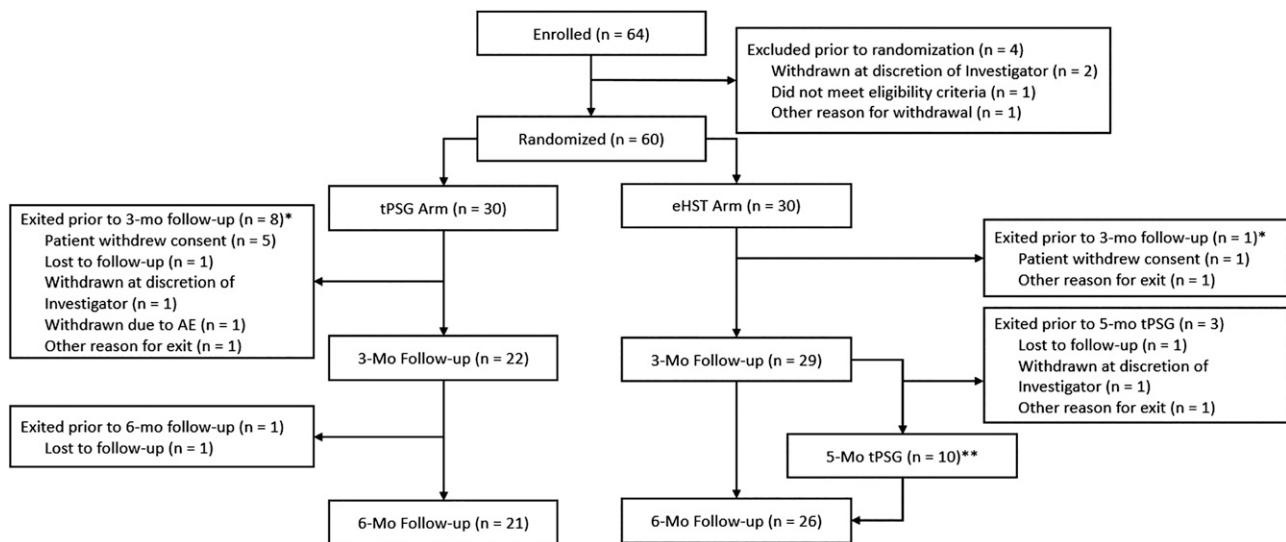 Enrolled (n = 64)
Excluded prior to randomization (n = 4)
Withdrawn at discretion of Investigator (n = 2)
Did not meet eligibility criteria (n = 1)
Other reason for withdrawal (n = 1)
Randomized (n = 60)
tPSG Arm (n = 30)
eHST Arm (n = 30)
Exited prior to 3-mo follow-up (n = 8)*
Patient withdrew consent (n = 5)
Lost to follow-up (n = 1)
Withdrawn at discretion of
Investigator (n = 1)
Withdrawn due to AE (n = 1)
Other reason for exit (n = 1)
Exited prior to 3-mo follow-up (n = 1)*
Patient withdrew consent (n = 1)
Other reason for exit (n = 1)
3-Mo Follow-up (n = 22)
3-Mo Follow-up (n = 29)
Exited prior to 5-mo tPSG (n = 3)
Lost to follow-up (n = 1)
Withdrawn at discretion of
Investigator (n = 1)
Other reason for exit (n = 1)
Exited prior to 6-mo follow-up (n = 1)
Lost to follow-up (n = 1)
5-Mo tPSG (n = 10)**
6-Mo Follow-up (n = 21)
6-Mo Follow-up (n = 26)